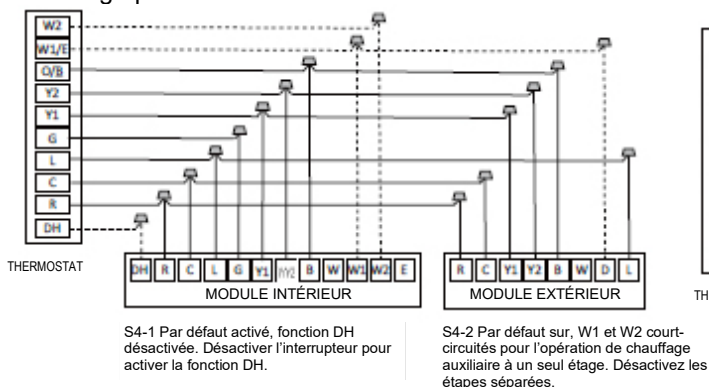 W2
W1/E
O/B
Y2
Y1
G
L
C
R
DH
THERMOSTAT
DH R C L G Y1 Y2 B W W1 W2 E
MODULE INTÉRIEUR
R C Y1 Y2 B W D L
MODULE EXTÉRIEUR
TH
S4-1 Par défaut activé, fonction DH
désactivée. Désactiver l'interrupteur pour
activer la fonction DH.
S4-2 Par défaut sur, W1 et W2 court-
circuités pour l'opération de chauffage
auxiliaire à un seul étage. Désactivez les
étapes séparées.